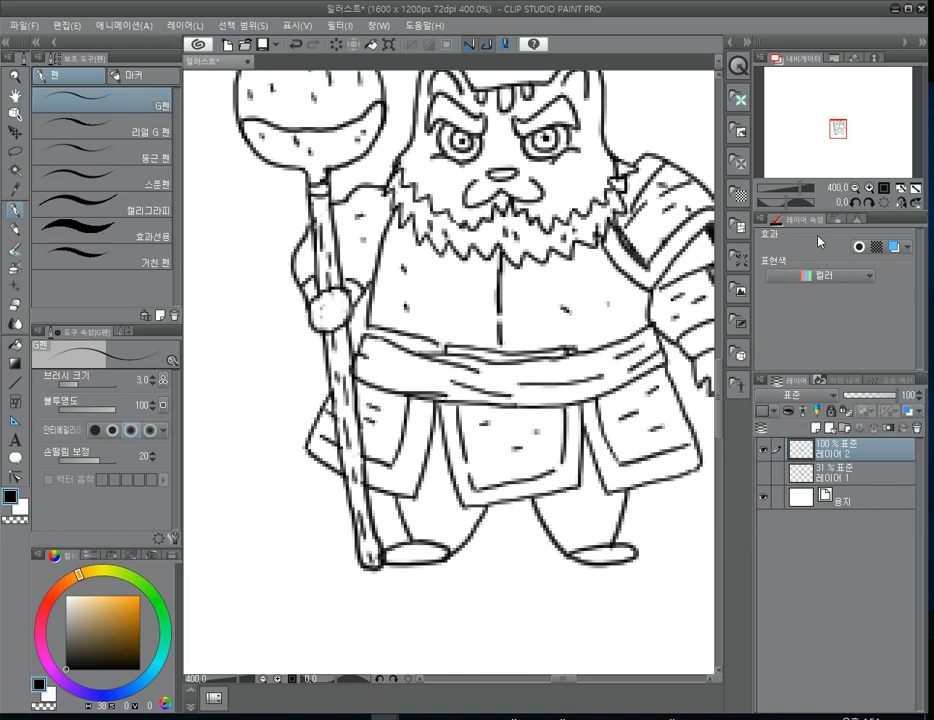 일러스트* (1600 x 1200px 72dpi 400.0%) - CLIP STUDIO PAINT PRO
파일(F) 편집(E) 애니메이션(A) 레이어(L) 선택 범위(S) 표시(V) 필터(I) 창(W) 도움말(H)
보조 도구(펜)
일러스트*
내비게이터
펜 마커
G펜
리얼 G 펜
둥근 펜
스푼펜
캘리그라피
효과선용
거친 펜
400.0
0.0
레이어 속성
효과
표현색
컬러
도구 속성(G펜)
G펜
브러시 크기 3.0
불투명도 100
안티에일리어
손떨림 보정 20
벡터 흡착
레이어
표준 100
100 % 표준
레이어 2
31 % 표준
레이어 1
용지
400.0 0.0
H 38 S 0 V 0